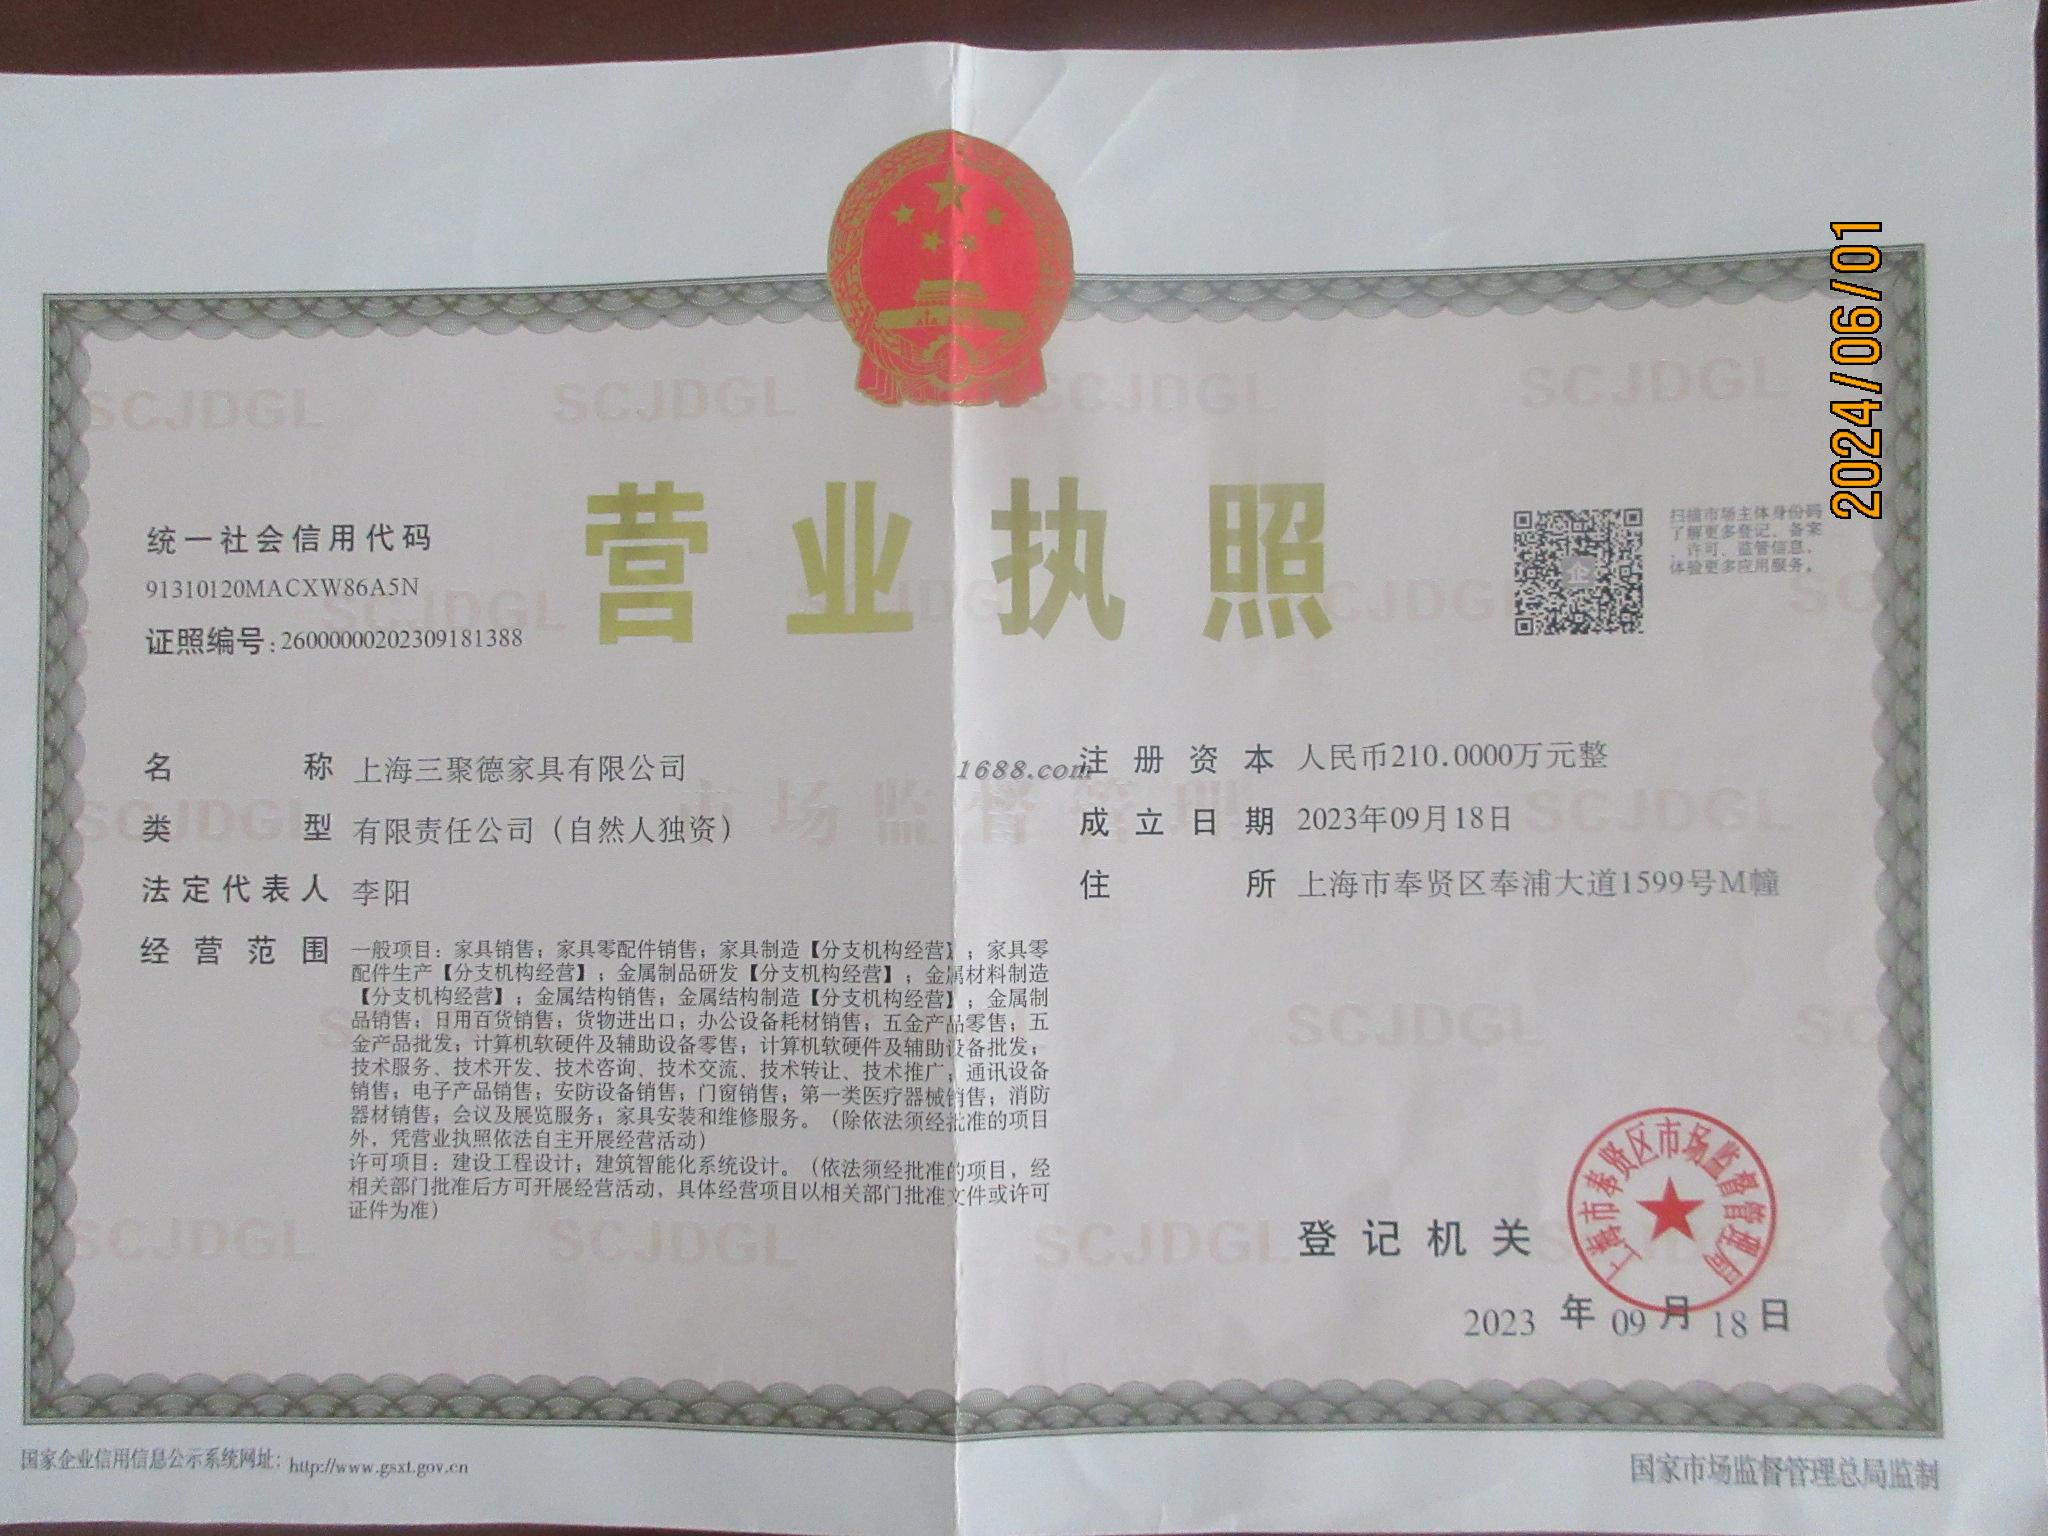 2024/06/01
营业执照
统一社会信用代码
91310120MACXW86A5N
证照编号:26000000202309181388
扫描市场主体身份码
了解更多登记、备案
、许可、监管信息，
体验更多应用服务。
名称 上海三聚德家具有限公司
类型 有限责任公司（自然人独资）
法定代表人 李阳
经营范围 一般项目：家具销售；家具零配件销售；家具制造【分支机构经营】；家具零
配件生产【分支机构经营】；金属制品研发【分支机构经营】；金属材料制造
【分支机构经营】；金属结构销售；金属结构制造【分支机构经营】；金属制
品销售；日用百货销售；货物进出口；办公设备耗材销售；五金产品零售；五
金产品批发；计算机软硬件及辅助设备零售；计算机软硬件及辅助设备批发；
技术服务、技术开发、技术咨询、技术交流、技术转让、技术推广；通讯设备
销售；电子产品销售；安防设备销售；门窗销售；第一类医疗器械销售；消防
器材销售；会议及展览服务；家具安装和维修服务。（除依法须经批准的项目
外，凭营业执照依法自主开展经营活动）
许可项目：建设工程设计；建筑智能化系统设计。（依法须经批准的项目，经
相关部门批准后方可开展经营活动，具体经营项目以相关部门批准文件或许可
证件为准）
1688.com
注册资本 人民币210.0000万元整
成立日期 2023年09月18日
住所 上海市奉贤区奉浦大道1599号M幢
登记机关
上海市奉贤区市场监督管理局
2023 年 09 月 18 日
SCJDGL
SCJDGL
SCJDGL
SCJDGL
市场监督管理
国家企业信用信息公示系统网址：http://www.gsxt.gov.cn
国家市场监督管理总局监制